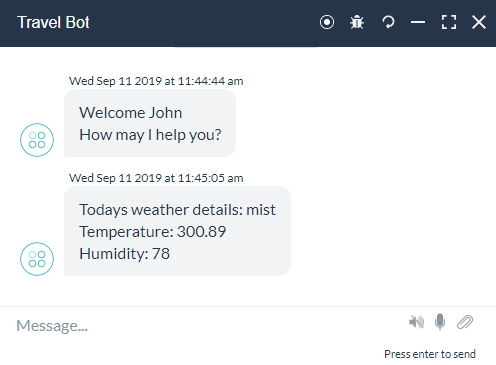 Travel Bot
Wed Sep 11 2019 at 11:44:44 am
Welcome John
How may I help you?
Wed Sep 11 2019 at 11:45:05 am
Todays weather details: mist
Temperature: 300.89
Humidity: 78
Message...
Press enter to send